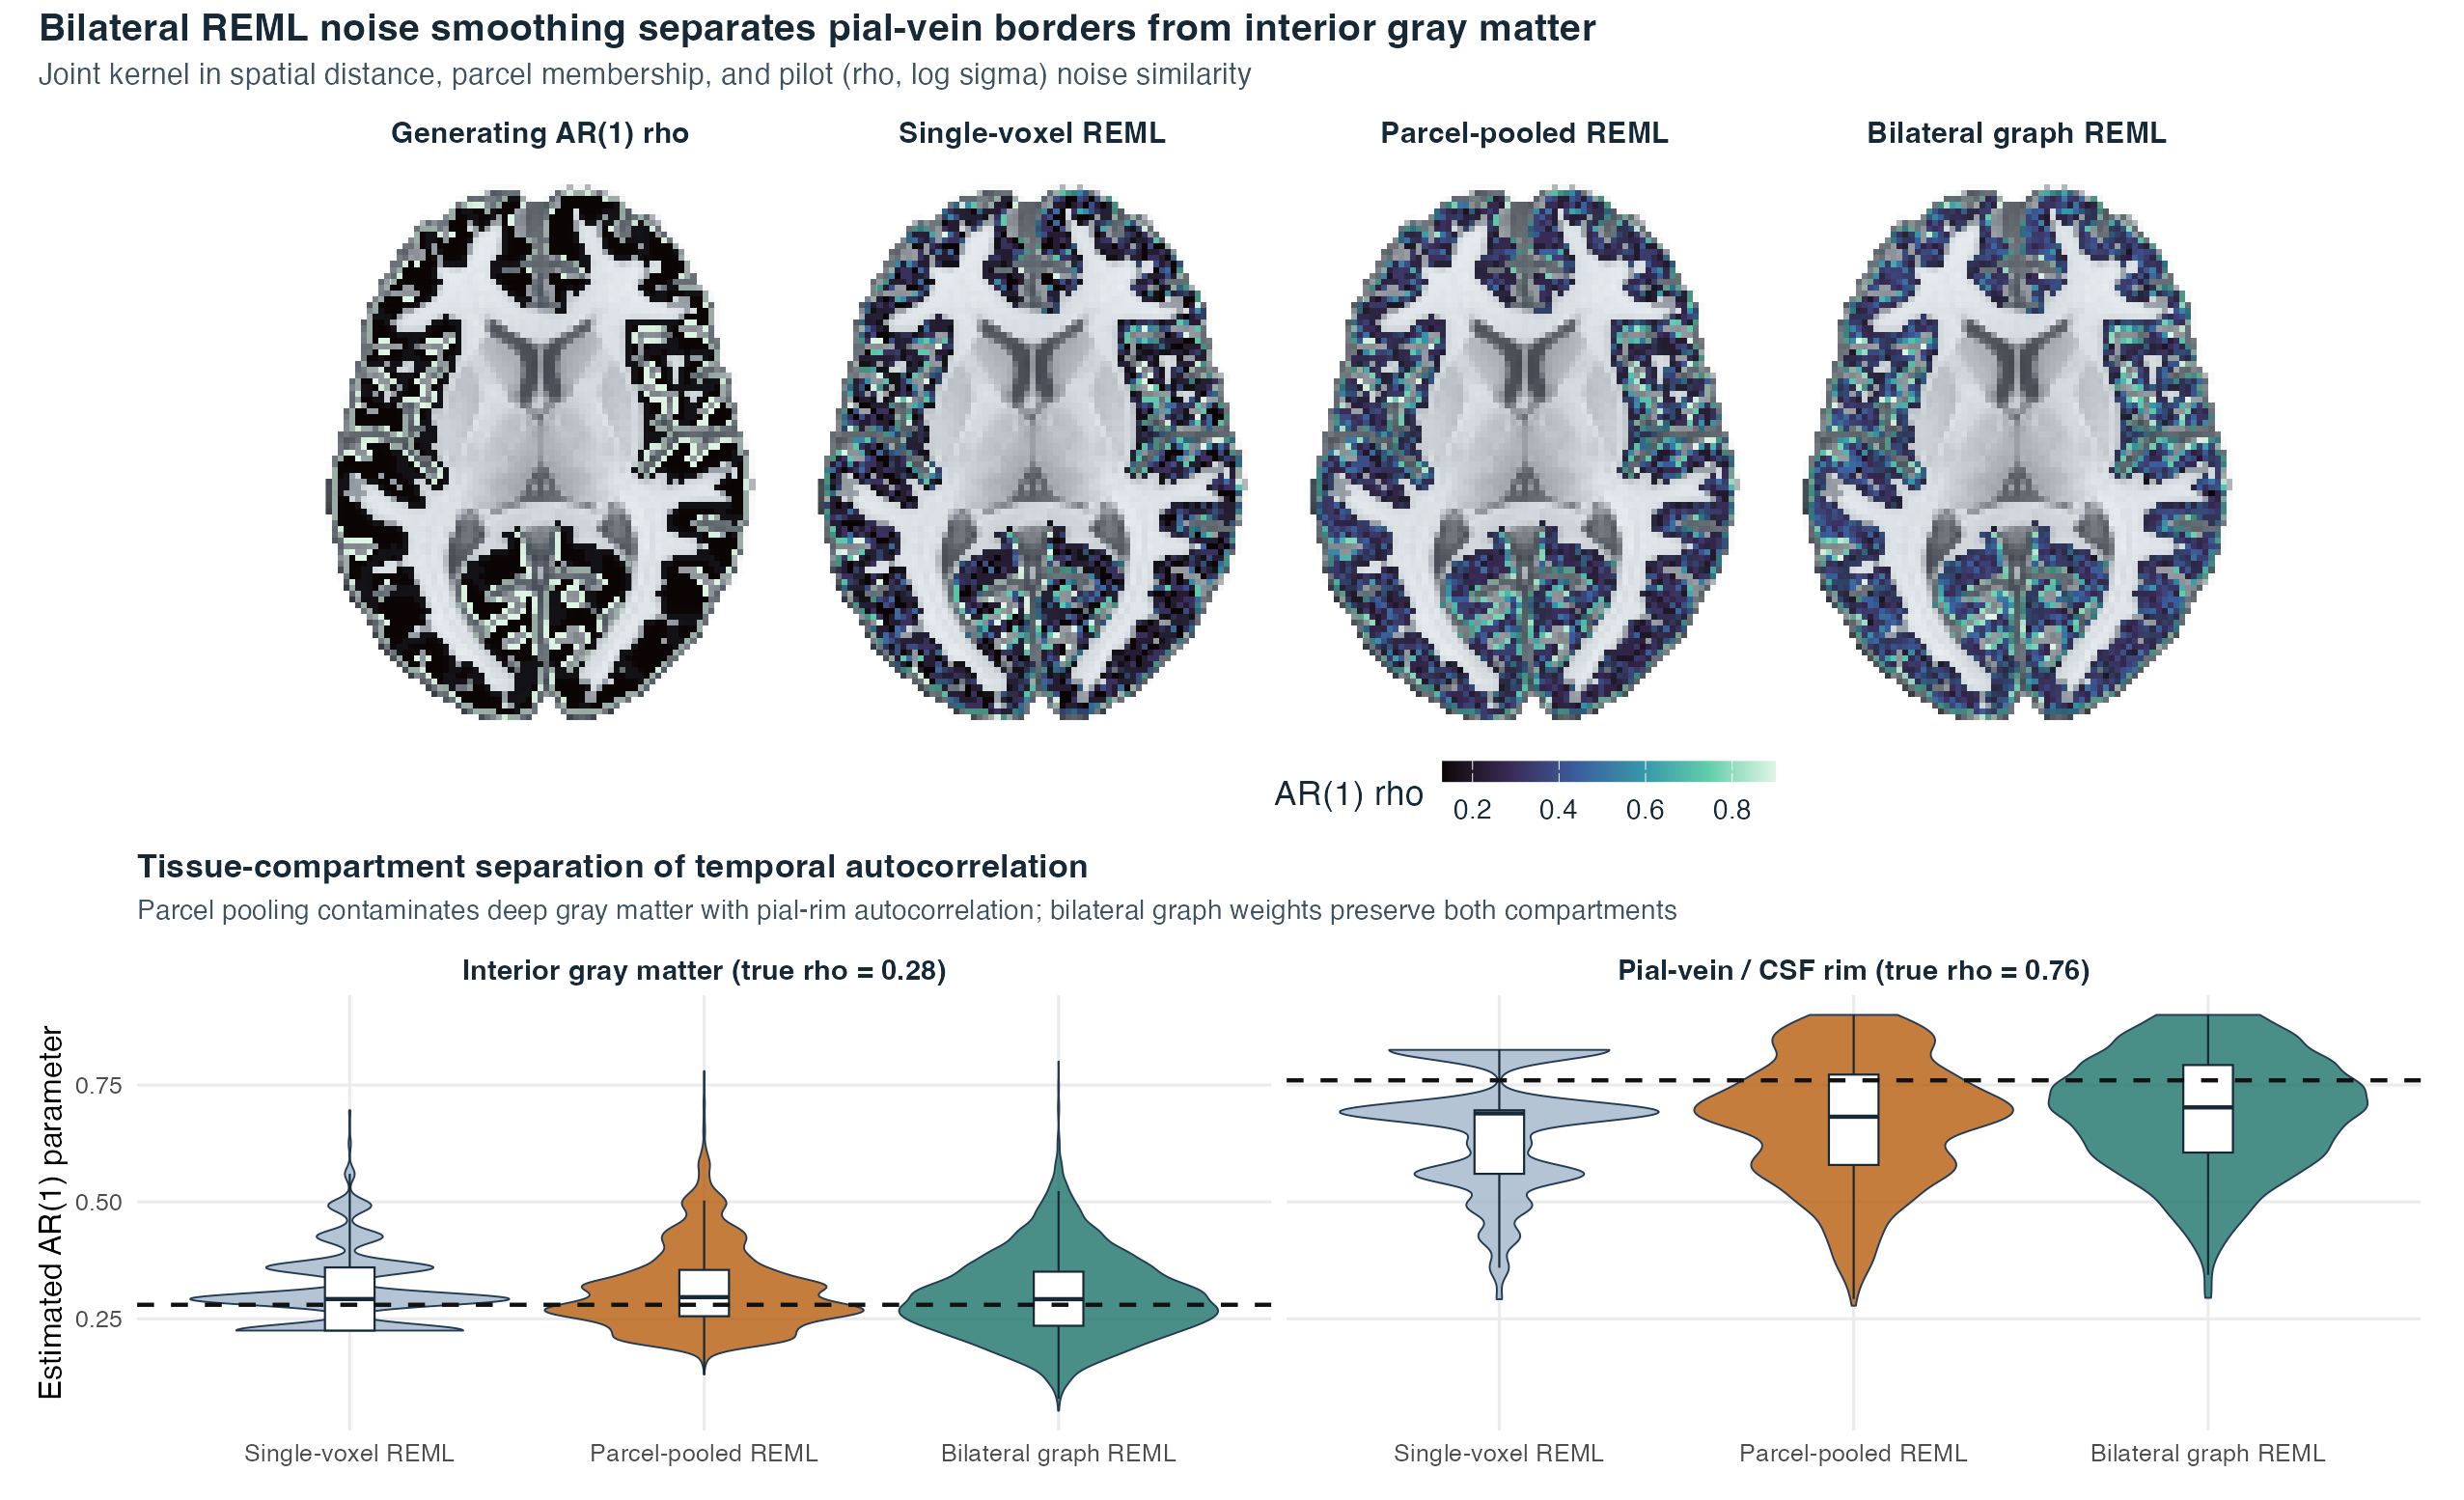 Bilateral REML noise smoothing separates pial-vein borders from interior gray matter
Joint kernel in spatial distance, parcel membership, and pilot (rho, log sigma) noise similarity
Generating AR(1) rho
Single-voxel REML
Parcel-pooled REML
Bilateral graph REML
AR(1) rho
0.2 0.4 0.6 0.8
Tissue-compartment separation of temporal autocorrelation
Parcel pooling contaminates deep gray matter with pial-rim autocorrelation; bilateral graph weights preserve both compartments
Interior gray matter (true rho = 0.28)
Pial-vein / CSF rim (true rho = 0.76)
Estimated AR(1) parameter
0.75
0.50
0.25
Single-voxel REML
Parcel-pooled REML
Bilateral graph REML
Single-voxel REML
Parcel-pooled REML
Bilateral graph REML